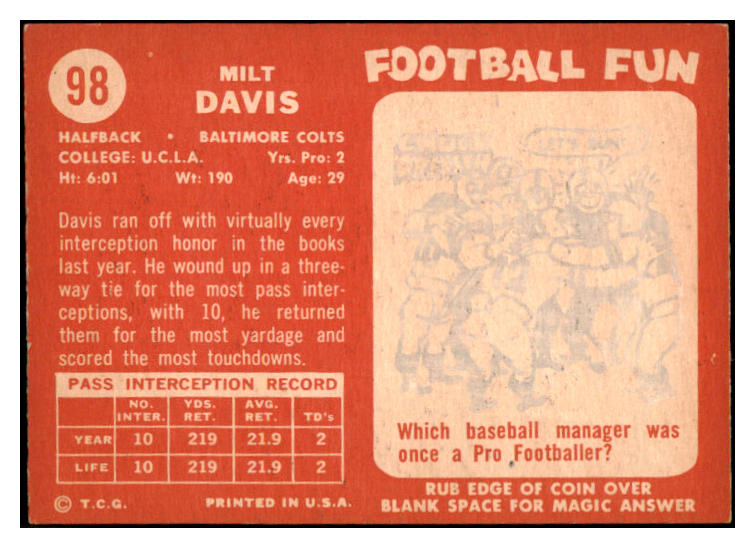 98
MILT
DAVIS
HALFBACK • BALTIMORE COLTS
COLLEGE: U.C.L.A. Yrs. Pro: 2
Ht: 6:01 Wt: 190 Age: 29
Davis ran off with virtually every
interception honor in the books
last year. He wound up in a three-
way tie for the most pass inter-
ceptions, with 10, he returned
them for the most yardage and
scored the most touchdowns.
PASS INTERCEPTION RECORD
NO. INTER. YDS. RET. AVG. RET. TD's
YEAR 10 219 21.9 2
LIFE 10 219 21.9 2
© T.C.G. PRINTED IN U.S.A.
FOOTBALL FUN
LET'S RUN
Which baseball manager was
once a Pro Footballer?
RUB EDGE OF COIN OVER
BLANK SPACE FOR MAGIC ANSWER